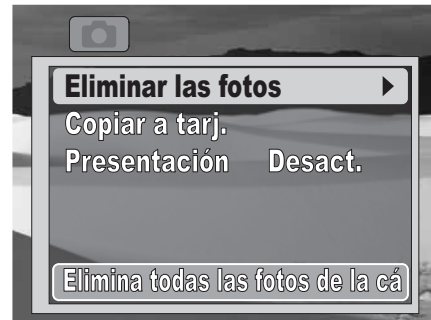 Eliminar las fotos
Copiar a tarj.
Presentación Desact.
Elimina todas las fotos de la cá